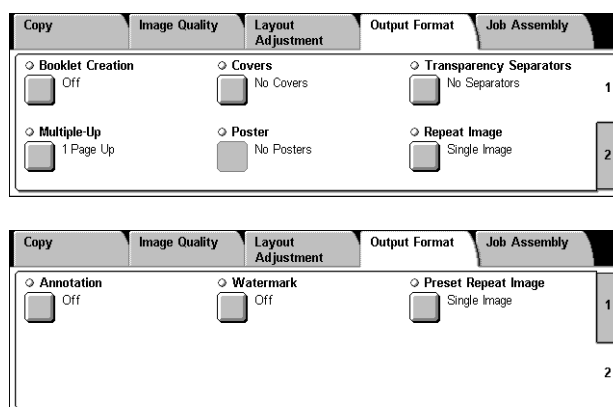 Copy Image Quality Layout Adjustment Output Format Job Assembly
Booklet Creation Covers Transparency Separators
Off No Covers No Separators
1
Multiple-Up Poster Repeat Image
1 Page Up No Posters Single Image
2
Copy Image Quality Layout Adjustment Output Format Job Assembly
Annotation Watermark Preset Repeat Image
Off Off Single Image
1
2